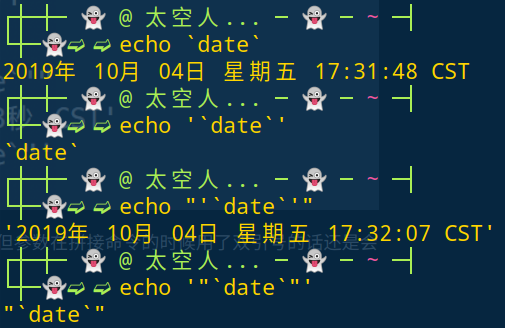 @ 太空人... ~
echo `date`
2019年 10月 04日 星期五 17:31:48 CST
@ 太空人... ~
echo '`date`'
`date`
@ 太空人... ~
echo "'`date`'"
'2019年 10月 04日 星期五 17:32:07 CST'
@ 太空人... ~
echo '"`date`"'
"`date`"